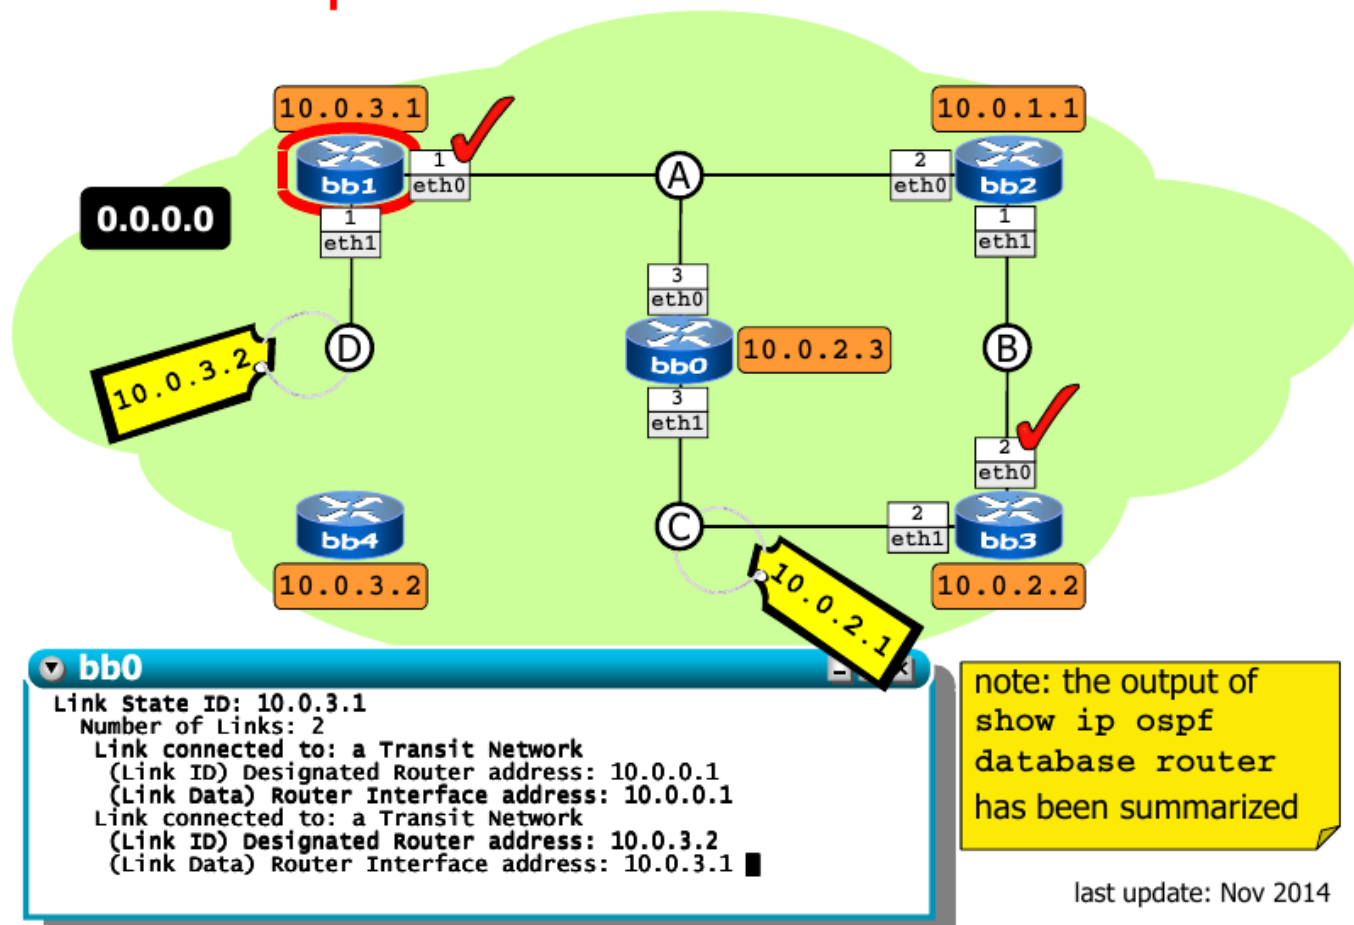 10.0.3.1
10.0.1.1
bb1
1
eth0
A
2
eth0
bb2
0.0.0.0
1
eth1
1
eth1
3
eth0
10.0.3.2
D
bb0
10.0.2.3
B
3
eth1
2
eth0
bb4
C
2
eth1
bb3
10.0.3.2
10.0.2.1
10.0.2.2
bb0
Link State ID: 10.0.3.1
Number of Links: 2
Link connected to: a Transit Network
(Link ID) Designated Router address: 10.0.0.1
(Link Data) Router Interface address: 10.0.0.1
Link connected to: a Transit Network
(Link ID) Designated Router address: 10.0.3.2
(Link Data) Router Interface address: 10.0.3.1
note: the output of
show ip ospf
database router
has been summarized
last update: Nov 2014